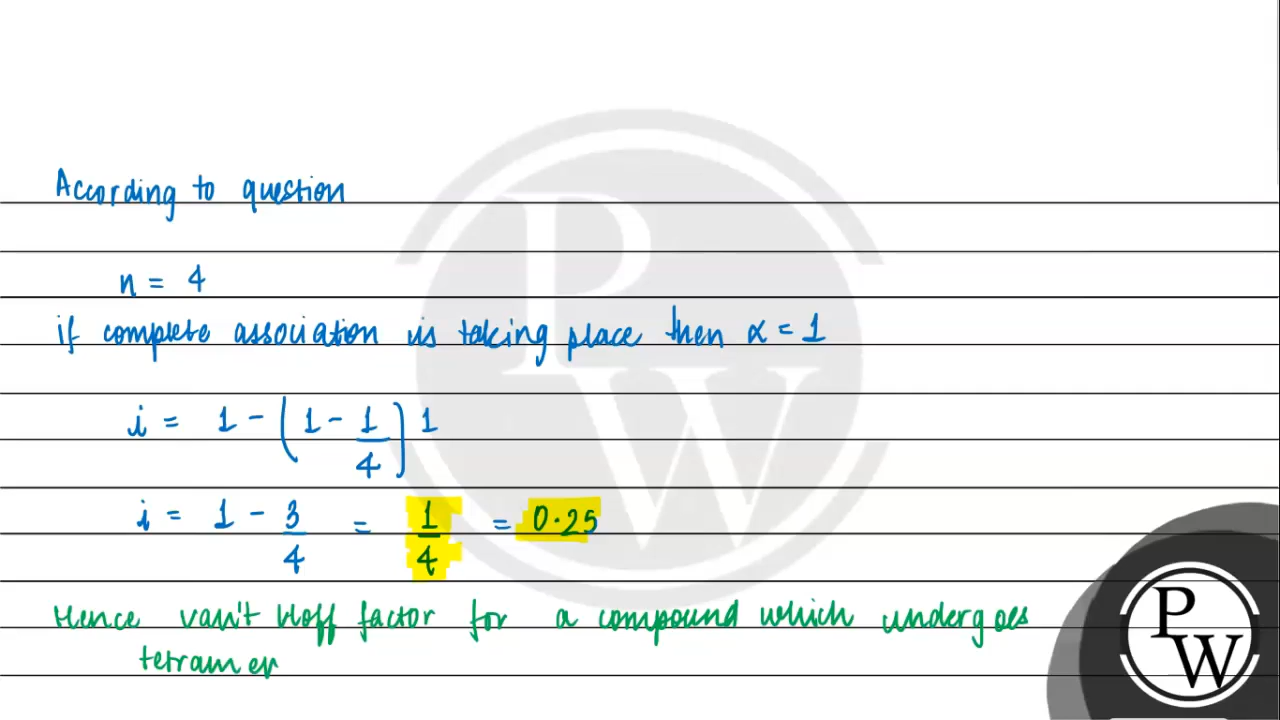 According to question
n = 4
if complete association is taking place then α = 1
i = 1 - (1 - 1/4) 1
i = 1 - 3/4 = 1/4 = 0.25
Hence van't Hoff factor for a compound which undergoes
tetramer
P
W
P
W